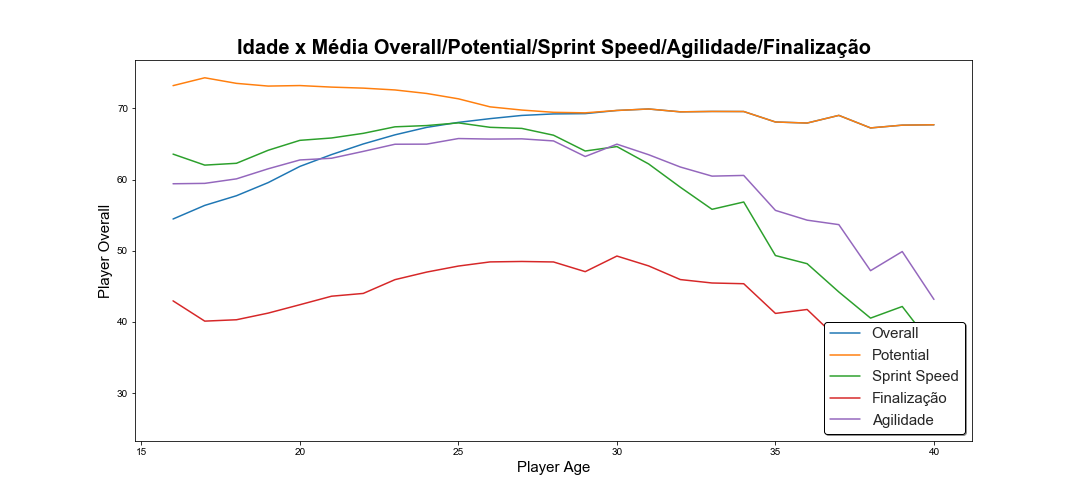 Idade x Média Overall/Potential/Sprint Speed/Agilidade/Finalização
Player Overall
70
60
50
40
30
Overall
Potential
Sprint Speed
Finalização
Agilidade
15 20 25 30 35 40
Player Age